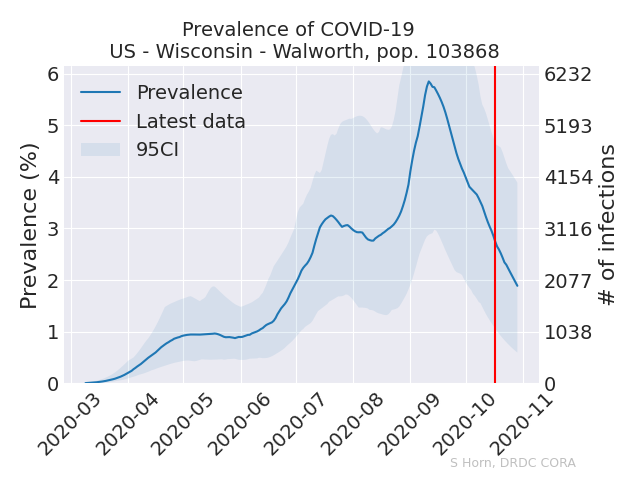 Prevalence of COVID-19
US - Wisconsin - Walworth, pop. 103868
Prevalence (%)
6
5
4
3
2
1
0
Prevalence
Latest data
95CI
6232
5193
4154
3116
2077
1038
0
# of infections
2020-03
2020-04
2020-05
2020-06
2020-07
2020-08
2020-09
2020-10
2020-11
S Horn, DRDC CORA